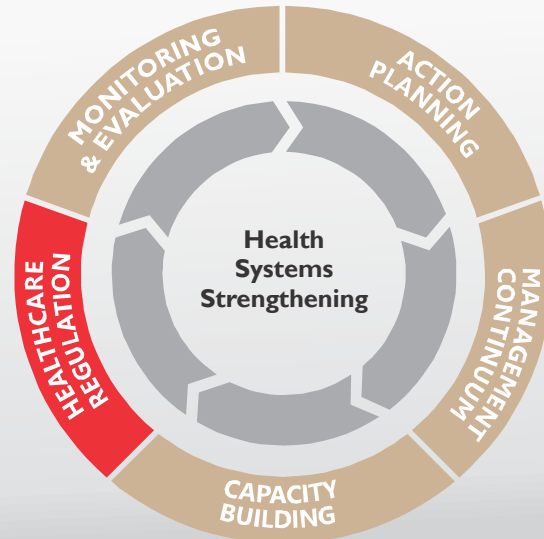 MONITORING
& EVALUATION
ACTION
PLANNING
Health
Systems
Strengthening
HEALTHCARE
REGULATION
MANAGEMENT
CONTINUUM
CAPACITY
BUILDING